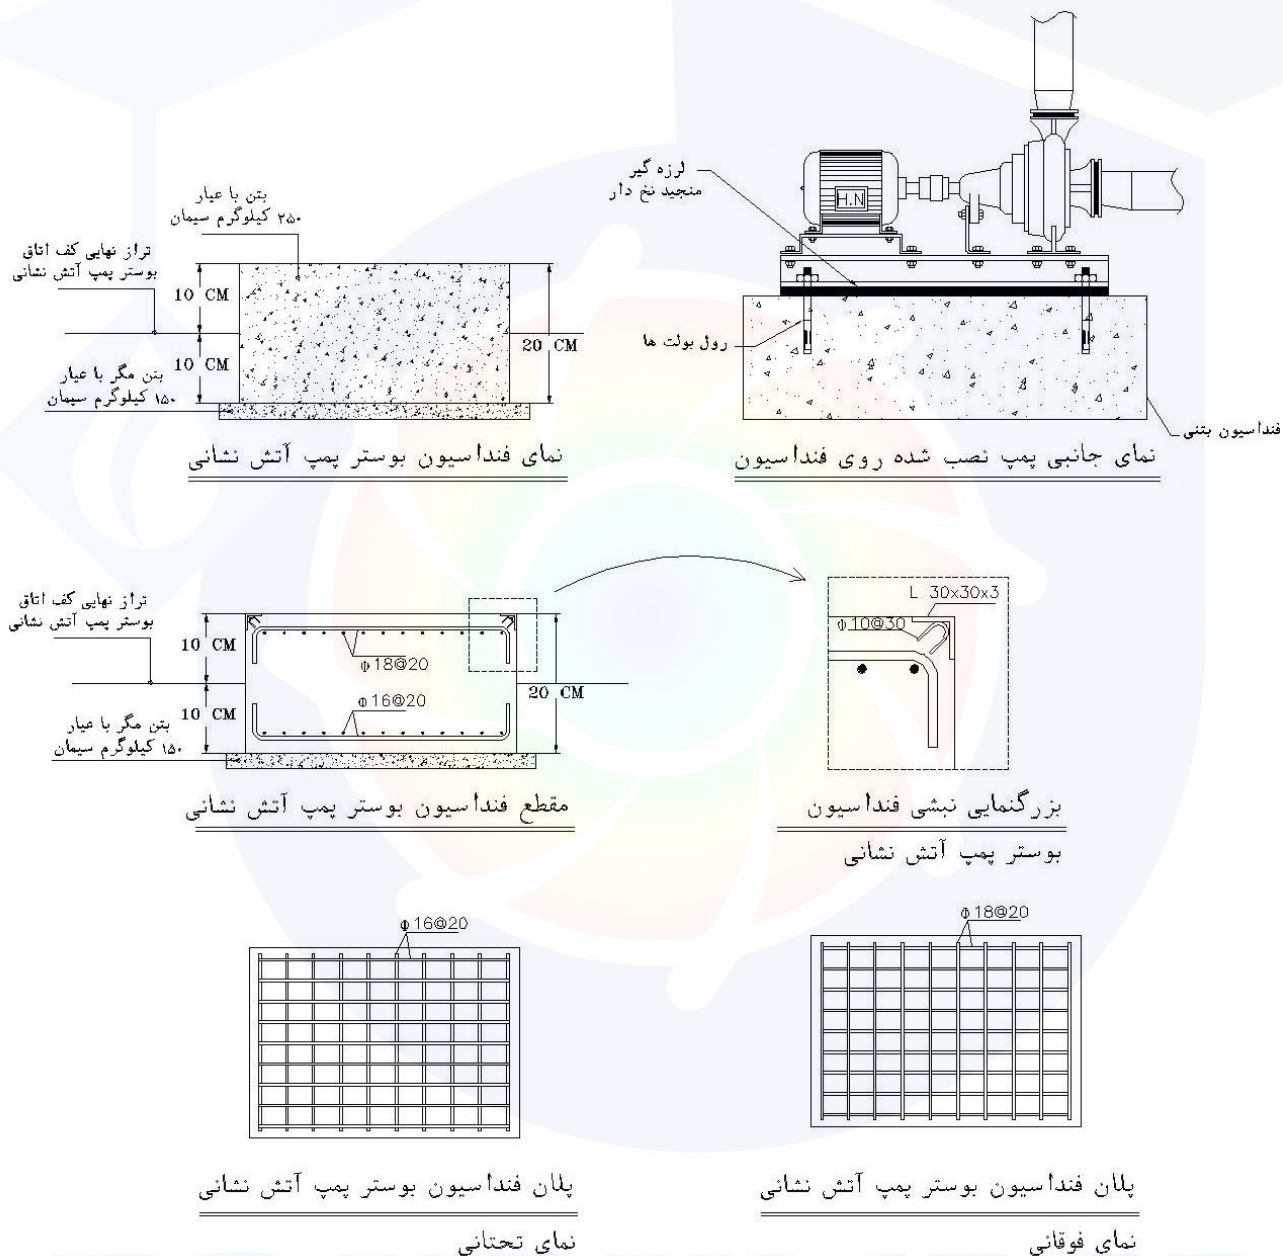 بتن با عیار
۲۵۰ کیلوگرم سیمان
تراز نهایی کف اتاق
بوستر پمپ آتش نشانی
10 CM
10 CM
20 CM
بتن مگر با عیار
۱۵۰ کیلوگرم سیمان
نمای فنداسیون بوستر پمپ آتش نشانی
لرزه گیر
منجید نخ دار
H.N
رول بولت ها
فنداسیون بتنی
نمای جانبی پمپ نصب شده روی فنداسیون
تراز نهایی کف اتاق
بوستر پمپ آتش نشانی
10 CM
10 CM
20 CM
Φ18@20
Φ16@20
بتن مگر با عیار
۱۵۰ کیلوگرم سیمان
مقطع فنداسیون بوستر پمپ آتش نشانی
L 30x30x3
Φ10@30
بزرگنمایی نبشی فنداسیون
بوستر پمپ آتش نشانی
Φ16@20
پلان فنداسیون بوستر پمپ آتش نشانی
نمای تحتانی
Φ18@20
پلان فنداسیون بوستر پمپ آتش نشانی
نمای فوقانی